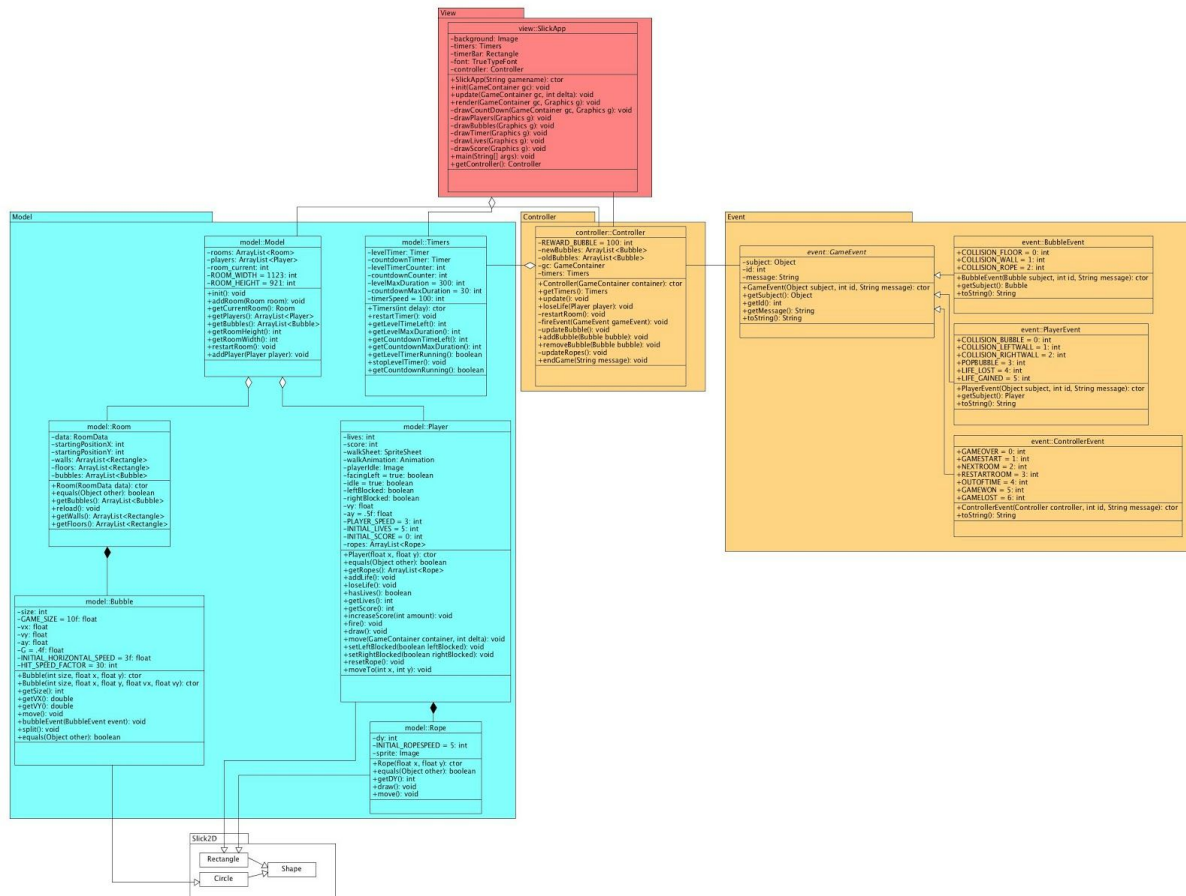 View
view::SlickApp
-background: Image
-timers: Timers
-timerBar: Rectangle
-font: TrueTypeFont
-controller: Controller
+SlickApp(String gamename): ctor
+init(GameContainer gc): void
+update(GameContainer gc, int delta): void
+render(GameContainer gc, Graphics g): void
-drawCountDown(GameContainer gc, Graphics g): void
-drawPlayers(Graphics g): void
-drawBubbles(Graphics g): void
-drawTimer(Graphics g): void
-drawLives(Graphics g): void
-drawScore(Graphics g): void
+main(String[] args): void
+getController(): Controller
Model
model::Model
-rooms: ArrayList<Room>
-players: ArrayList<Player>
-room_current: int
-ROOM_WIDTH = 1123: int
-ROOM_HEIGHT = 921: int
+init(): void
+addRoom(Room room): void
+getCurrentRoom: Room
+getPlayers(): ArrayList<Player>
+getBubbles(): ArrayList<Bubble>
+getRoomHeight(): int
+getRoomWidth(): int
+restartRoom(): void
+addPlayer(Player player): void
model::Timers
-levelTimer: Timer
-countdownTimer: Timer
-levelTimerCounter: int
-countdownCounter: int
-levelMaxDuration = 300: int
-countdownMaxDuration = 30: int
-timerSpeed = 100: int
+Timers(int delay): ctor
+restartTimer(): void
+getLevelTimeLeft(): int
+getLevelMaxDuration(): int
+getCountdownTimeLeft(): int
+getCountdownMaxDuration(): int
+getLevelTimerRunning(): boolean
+stopLevelTimer(): void
+getCountdownRunning(): boolean
Controller
controller::Controller
-REWARD_BUBBLE = 100: int
-newBubbles: ArrayList<Bubble>
-oldBubbles: ArrayList<Bubble>
-gc: GameContainer
-timers: Timers
+Controller(GameContainer container): ctor
+getTimers(): Timers
+update(): void
+loseLife(Player player): void
-restartRoom(): void
-fireEvent(GameEvent gameEvent): void
-updateBubble(): void
+addBubble(Bubble bubble): void
+removeBubble(Bubble bubble): void
-updateRopes(): void
+endGame(String message): void
Event
event::GameEvent
-subject: Object
-id: int
-message: String
+GameEvent(Object subject, int id, String message): ctor
+getSubject(): Object
+getId(): int
+getMessage(): String
+toString(): String
event::BubbleEvent
+COLLISION_FLOOR = 0: int
+COLLISION_WALL = 1: int
+COLLISION_ROPE = 2: int
+BubbleEvent(Bubble subject, int id, String message): ctor
+getSubject(): Bubble
+toString(): String
event::PlayerEvent
+COLLISION_BUBBLE = 0: int
+COLLISION_LEFTWALL = 1: int
+COLLISION_RIGHTWALL = 2: int
+POPBUBBLE = 3: int
+LIFE_LOST = 4: int
+LIFE_GAINED = 5: int
+PlayerEvent(Object subject, int id, String message): ctor
+getSubject(): Player
+toString(): String
event::ControllerEvent
+GAMEOVER = 0: int
+GAMESTART = 1: int
+NEXTROOM = 2: int
+RESTARTROOM = 3: int
+OUTOFTIME = 4: int
+GAMEWON = 5: int
+GAMELOST = 6: int
+ControllerEvent(Controller controller, int id, String message): ctor
+toString(): String
model::Room
-data: RoomData
-startingPositionX: int
-startingPositionY: int
-walls: ArrayList<Rectangle>
-floors: ArrayList<Rectangle>
-bubbles: ArrayList<Bubble>
+Room(RoomData data): ctor
+equals(Object other): boolean
+getBubbles(): ArrayList<Bubble>
+reload(): void
+getWalls(): ArrayList<Rectangle>
+getFloors(): ArrayList<Rectangle>
model::Player
-lives: int
-score: int
-walkSheet: SpriteSheet
-walkAnimation: Animation
-playerIdle: Image
-facingLeft = true: boolean
-idle = true: boolean
-leftBlocked: boolean
-rightBlocked: boolean
-vy: float
-ay = .5f: float
-PLAYER_SPEED = 3: int
-INITIAL_LIVES = 5: int
-INITIAL_SCORE = 0: int
-ropes: ArrayList<Rope>
+Player(float x, float y): ctor
+equals(Object other): boolean
+getRopes(): ArrayList<Rope>
+addLife(): void
+loseLife(): void
+hasLives(): boolean
+getLives(): int
+getScore(): int
+increaseScore(int amount): void
+fire(): void
+draw(): void
+move(GameContainer container, int delta): void
+setLeftBlocked(boolean leftBlocked): void
+setRightBlocked(boolean rightBlocked): void
+resetRope(): void
+moveTo(int x, int y): void
model::Bubble
-size: int
-GAME_SIZE = 10f: float
-vx: float
-vy: float
-ay: float
-G = .4f: float
-INITIAL_HORIZONTAL_SPEED = 3f: float
-HIT_SPEED_FACTOR = 30: int
+Bubble(int size, float x, float y): ctor
+Bubble(int size, float x, float y, float vx, float vy): ctor
+getSize(): int
+getVX(): double
+getVY(): double
+move(): void
+bubbleEvent(BubbleEvent event): void
+split(): void
+equals(Object other): boolean
model::Rope
-dy: int
-INITIAL_ROPESPEED = 5: int
-sprite: Image
+Rope(float x, float y): ctor
+equals(Object other): boolean
+getDY(): int
+draw(): void
+move(): void
Slick2D
Rectangle
Shape
Circle